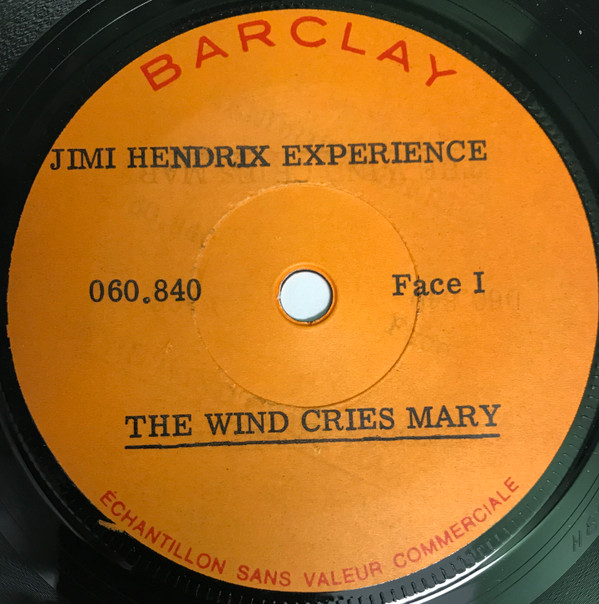 BARCLAY
JIMI HENDRIX EXPERIENCE
060.840
Face I
THE WIND CRIES MARY
ÉCHANTILLON SANS VALEUR COMMERCIALE